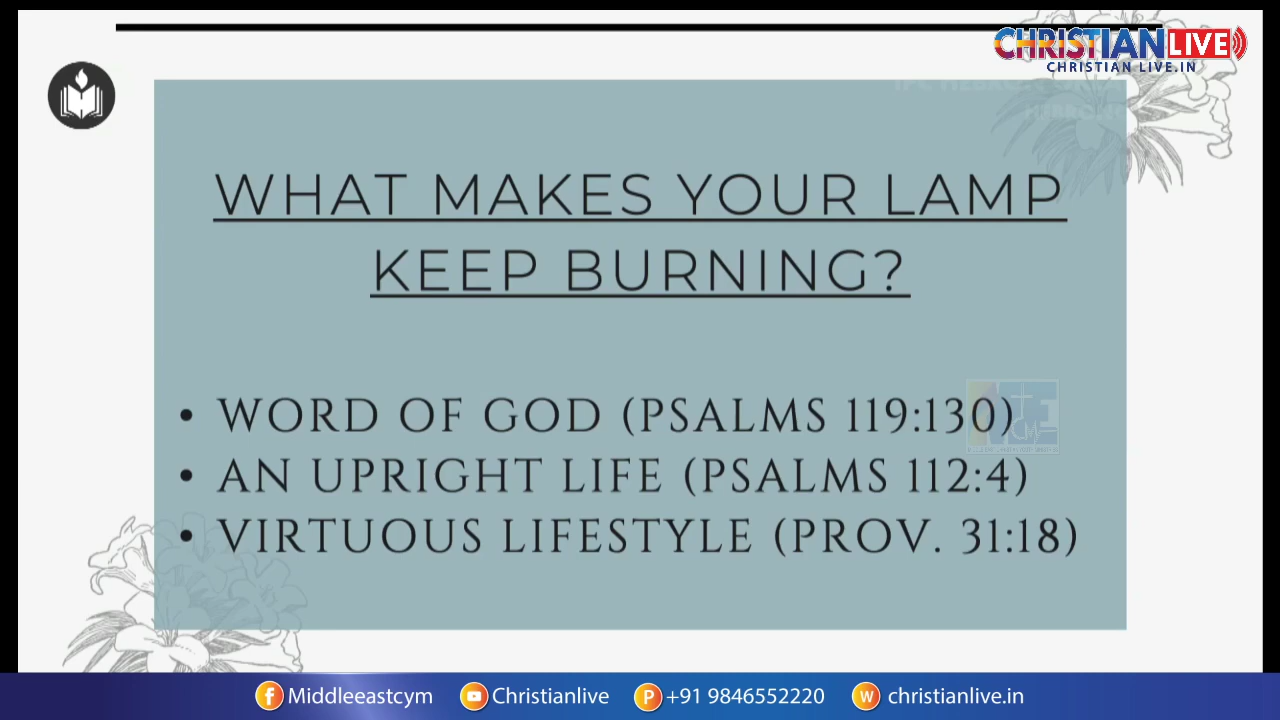 CHRISTIAN LIVE
CHRISTIAN LIVE.IN
WHAT MAKES YOUR LAMP
KEEP BURNING?
• WORD OF GOD (PSALMS 119:130)
• AN UPRIGHT LIFE (PSALMS 112:4)
• VIRTUOUS LIFESTYLE (PROV. 31:18)
Middleeastcym Christianlive +91 9846552220 christianlive.in